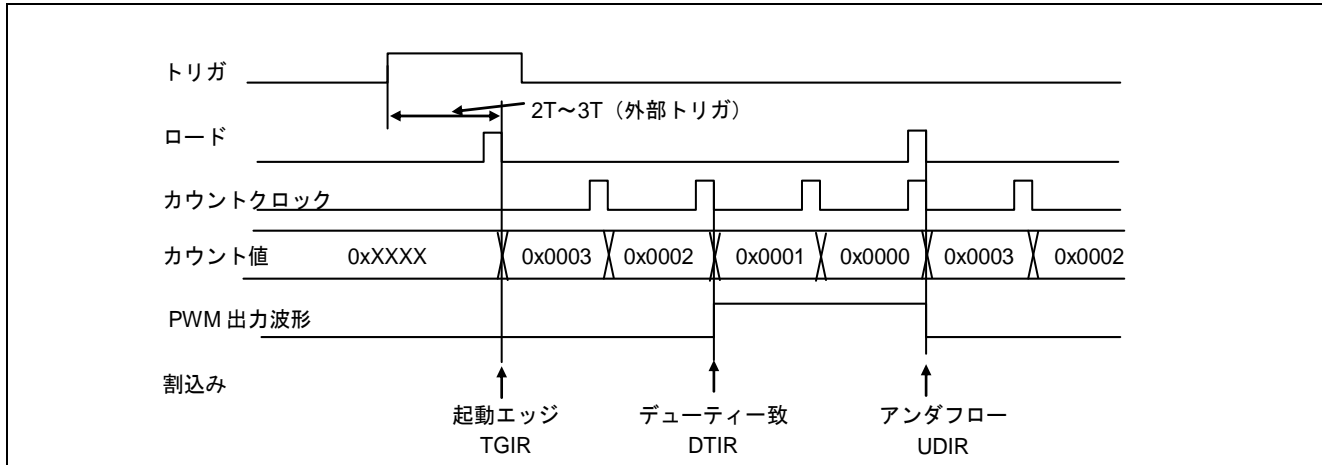 トリガ
2T～3T（外部トリガ）
ロード
カウントクロック
カウント値 0xXXXX 0x0003 0x0002 0x0001 0x0000 0x0003 0x0002
PWM 出力波形
割込み
起動エッジ デューティ一致 アンダフロー
TGIR DTIR UDIR